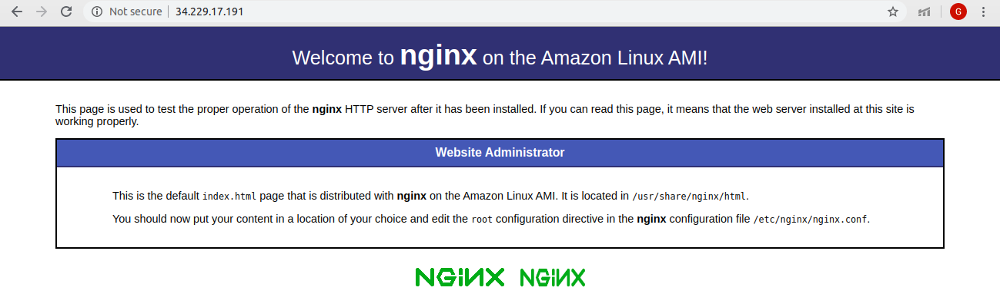 Not secure | 34.229.17.191
G
Welcome to nginx on the Amazon Linux AMI!
This page is used to test the proper operation of the nginx HTTP server after it has been installed. If you can read this page, it means that the web server installed at this site is
working properly.
Website Administrator
This is the default index.html page that is distributed with nginx on the Amazon Linux AMI. It is located in /usr/share/nginx/html.
You should now put your content in a location of your choice and edit the root configuration directive in the nginx configuration file /etc/nginx/nginx.conf.
NGiNX NGiNX